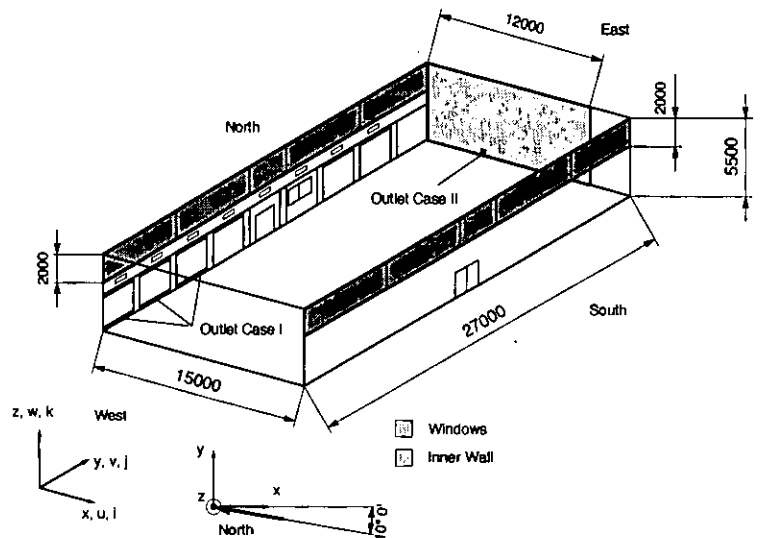 12000
East
2000
5500
North
Outlet Case II
2000
Outlet Case I
27000
South
15000
West
z, w, k
y, v, j
x, u, i
y
z
x
North
10° 0'
Windows
Inner Wall